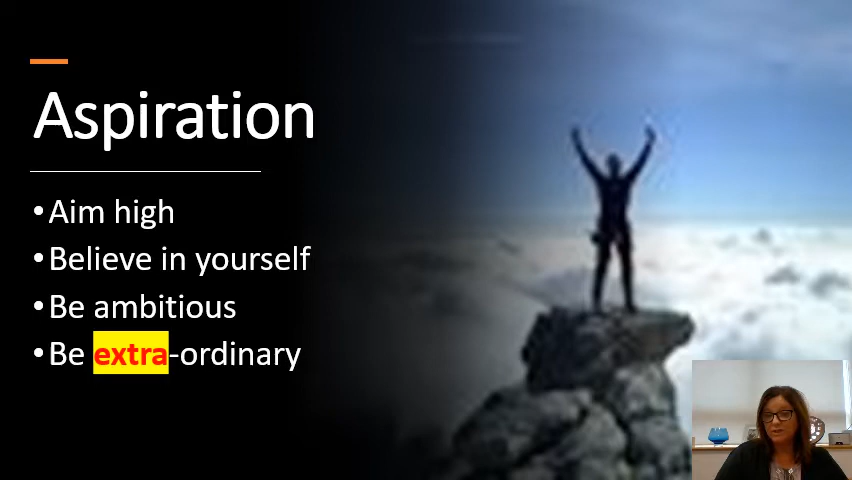 Aspiration
•Aim high
•Believe in yourself
•Be ambitious
•Be extra-ordinary